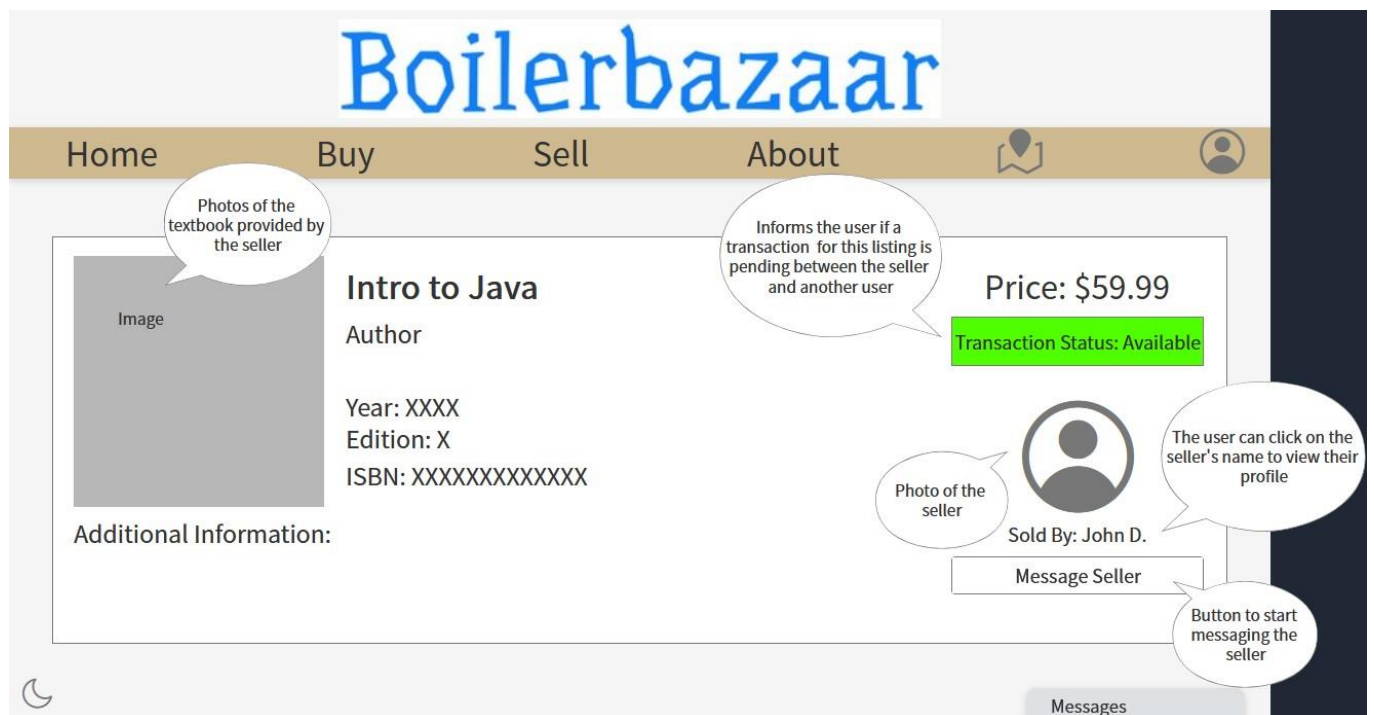 Boilerbazaar
Home
Buy
Sell
About
Photos of the
textbook provided by
the seller
Informs the user if a
transaction for this listing is
pending between the seller
and another user
Image
Intro to Java
Author
Year: XXXX
Edition: X
ISBN: XXXXXXXXXXXXX
Additional Information:
Price: $59.99
Transaction Status: Available
The user can click on the
seller's name to view their
profile
Photo of the
seller
Sold By: John D.
Message Seller
Button to start
messaging the
seller
Messages